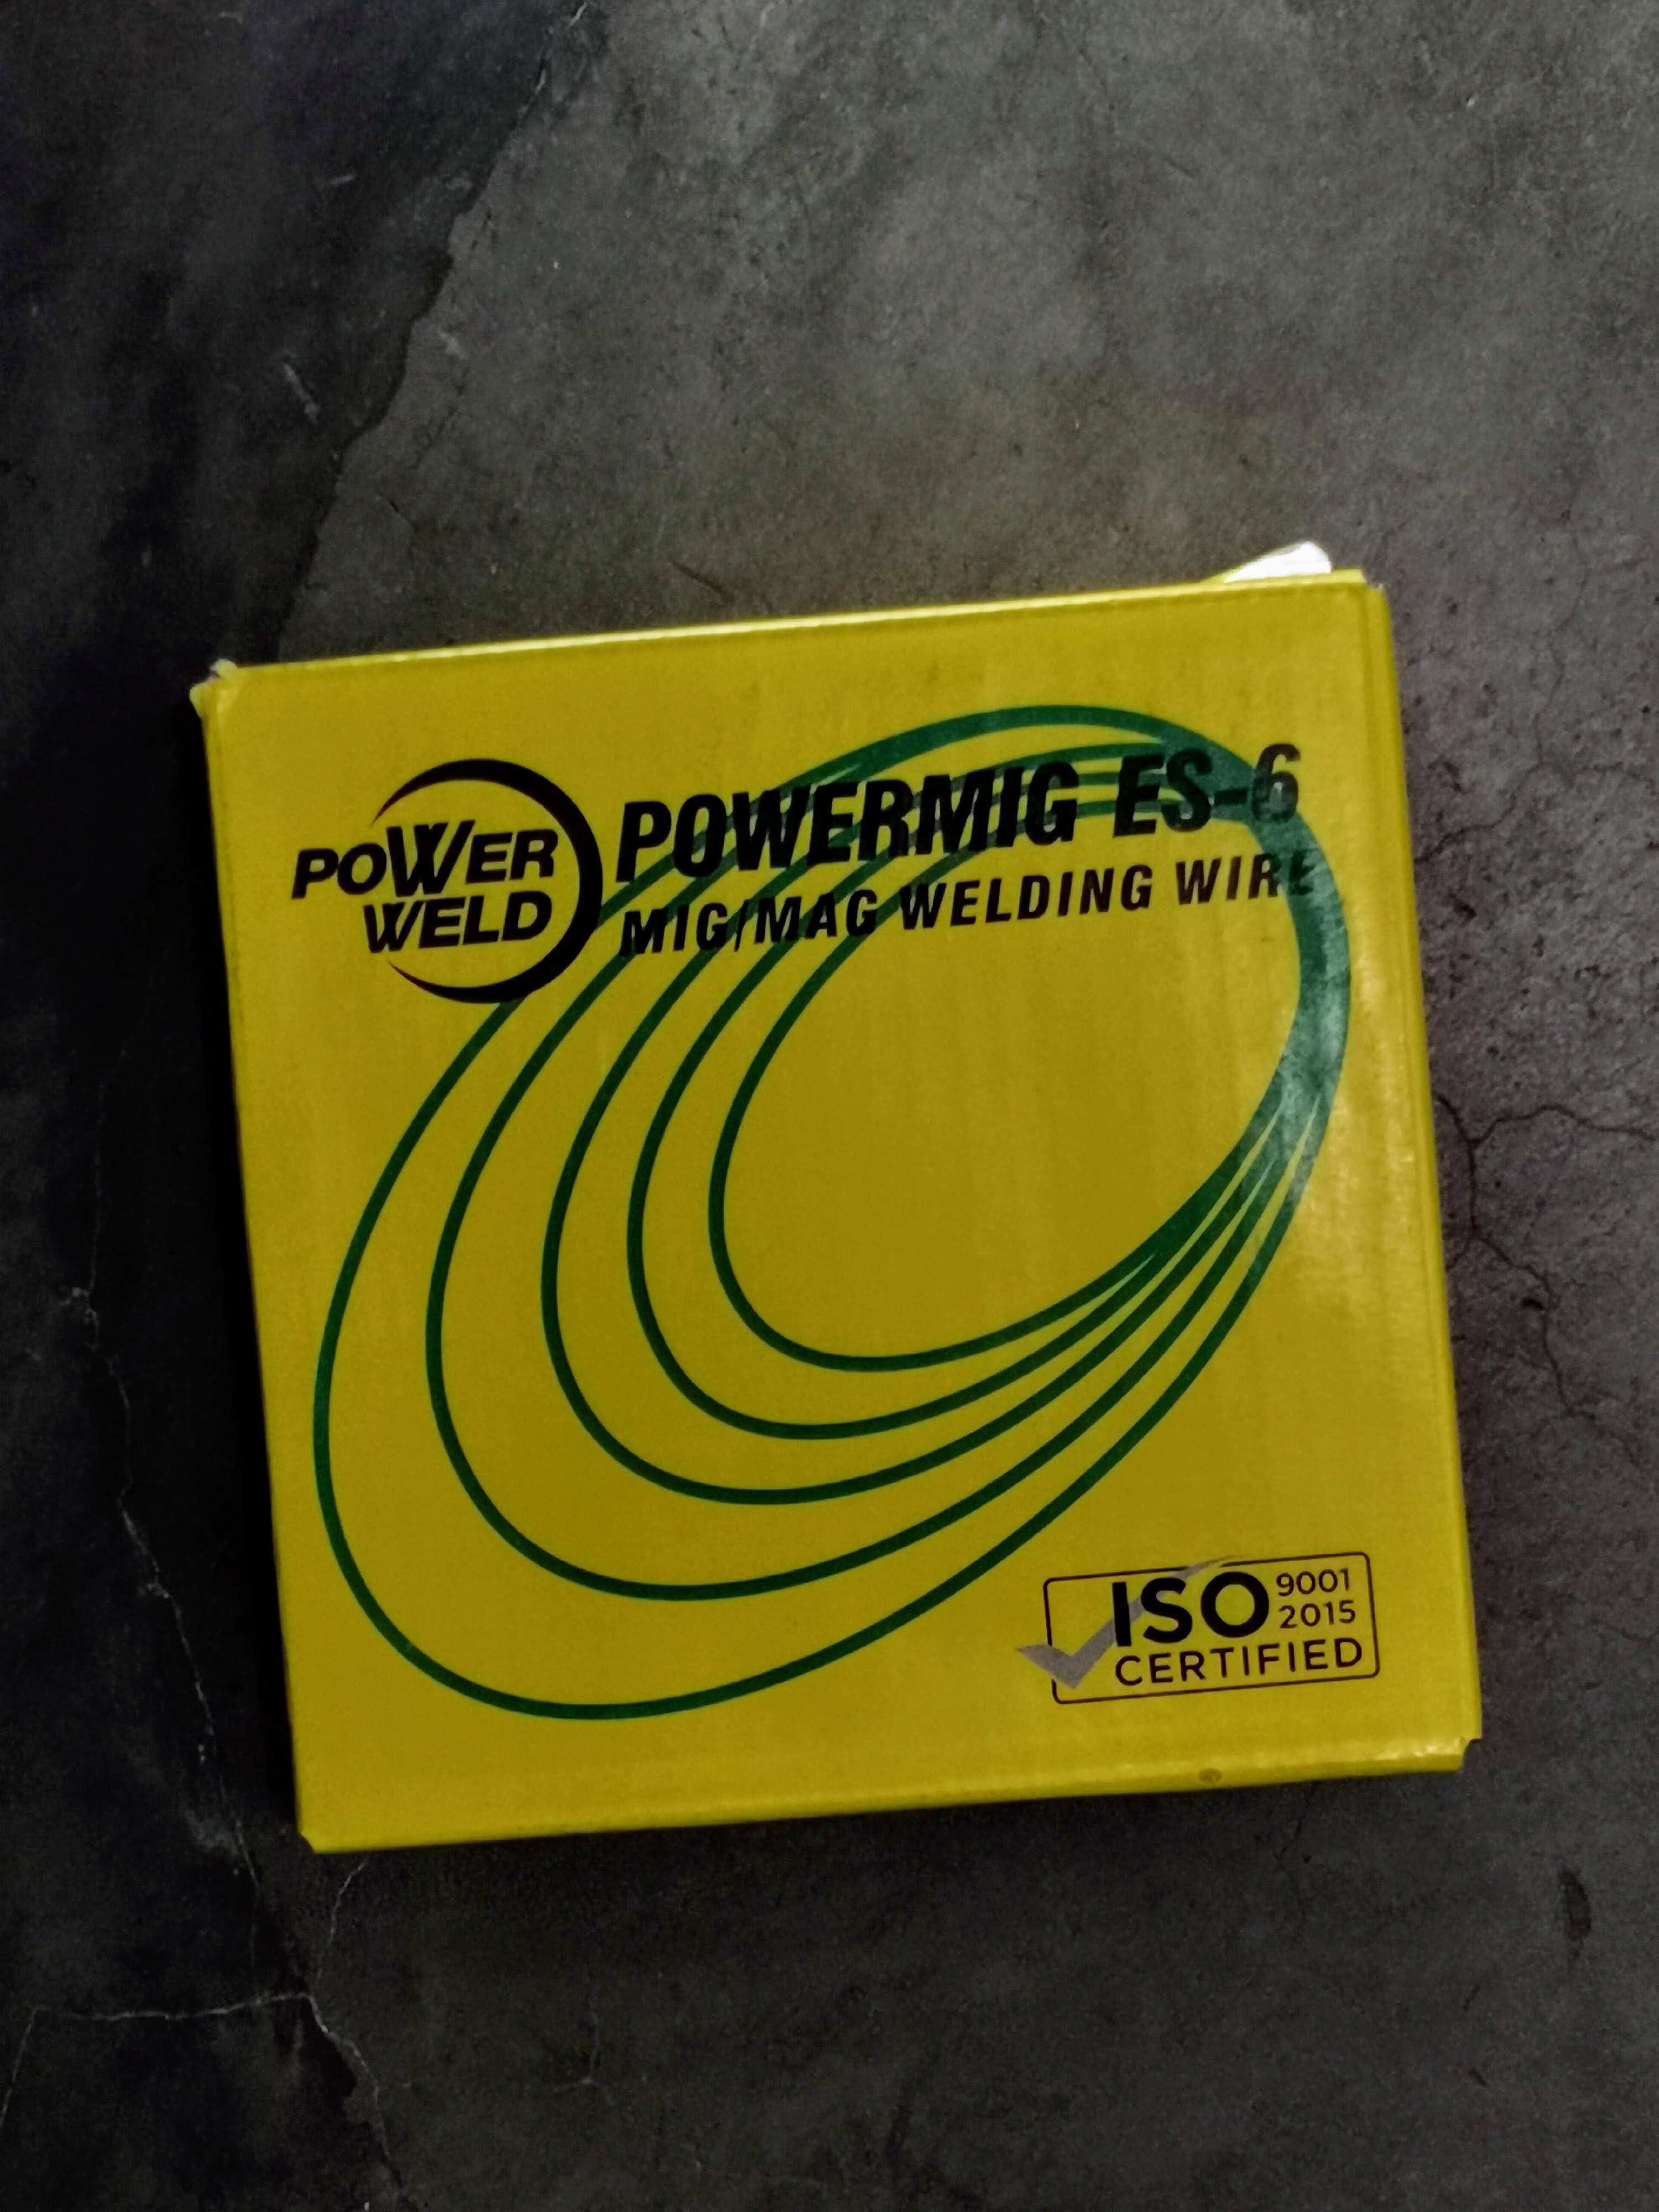 POWER
WELD
POWERMIG ES-6
MIG/MAG WELDING WIRE
ISO 9001
2015
CERTIFIED